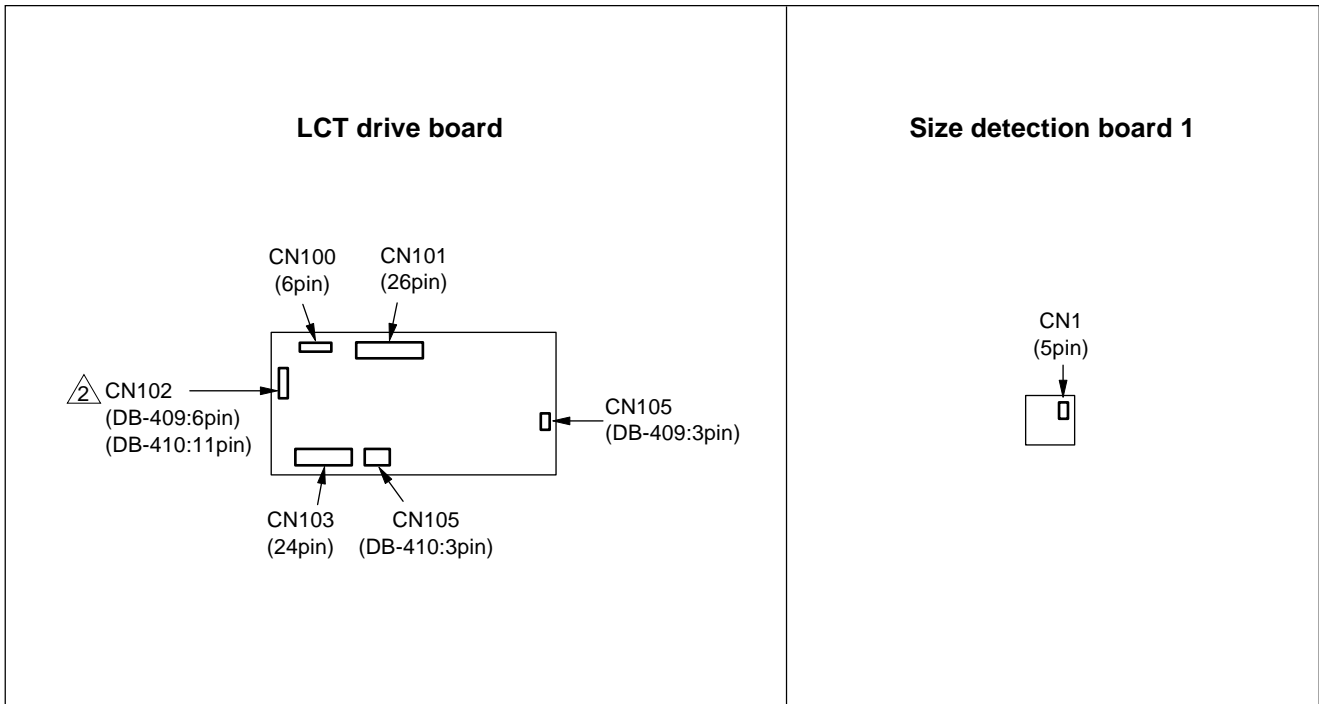 LCT drive board
Size detection board 1
CN100
(6pin)
CN101
(26pin)
CN1
(5pin)
2
CN102
(DB-409:6pin)
(DB-410:11pin)
CN105
(DB-409:3pin)
CN103
(24pin)
CN105
(DB-410:3pin)